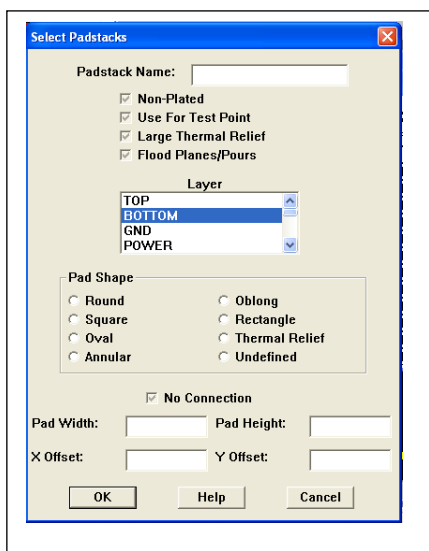 Select Padstacks
Padstack Name:
Non-Plated
Use For Test Point
Large Thermal Relief
Flood Planes/Pours
Layer
TOP
BOTTOM
GND
POWER
Pad Shape
Round Oblong
Square Rectangle
Oval Thermal Relief
Annular Undefined
No Connection
Pad Width: Pad Height:
X Offset: Y Offset:
OK Help Cancel